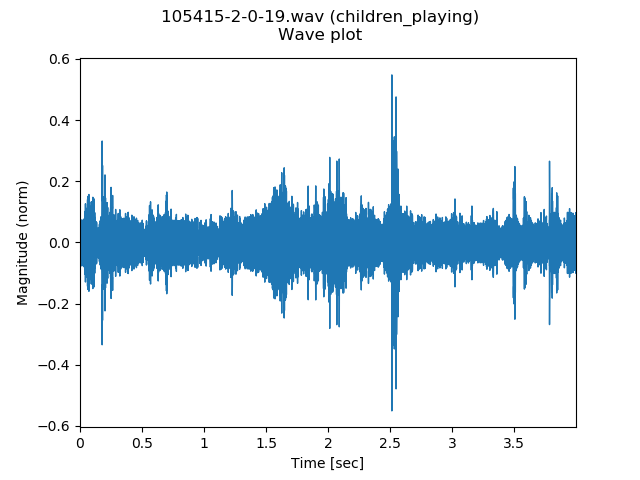 105415-2-0-19.wav (children_playing)
Wave plot
0.6
0.4
0.2
0.0
−0.2
−0.4
−0.6
Magnitude (norm)
0 0.5 1 1.5 2 2.5 3 3.5
Time [sec]